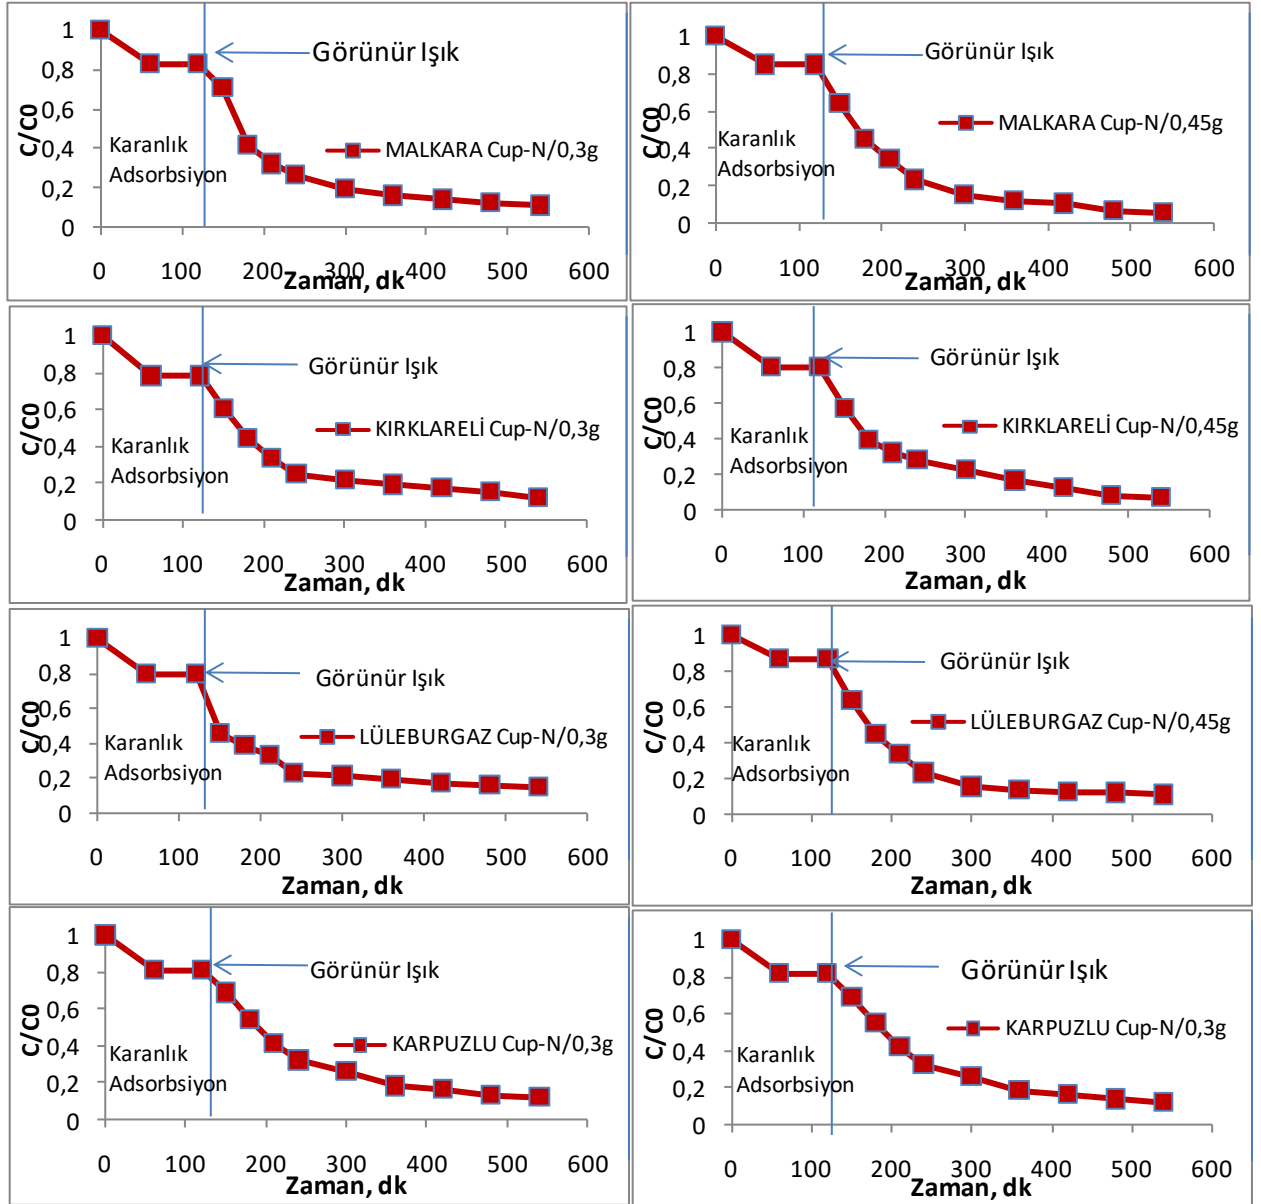 1
0,8
0,6
0,4
0,2
0
C/C0
Görünür Işık
Karanlık
Adsorbsiyon
MALKARA Cup-N/0,3g
0 100 200 300 400 500 600
Zaman, dk
1
0,8
0,6
0,4
0,2
0
C/C0
Görünür Işık
Karanlık
Adsorbsiyon
MALKARA Cup-N/0,45g
0 100 200 300 400 500 600
Zaman, dk
1
0,8
0,6
0,4
0,2
0
C/C0
Görünür Işık
Karanlık
Adsorbsiyon
KIRKLARELİ Cup-N/0,3g
0 100 200 300 400 500 600
Zaman, dk
1
0,8
0,6
0,4
0,2
0
C/C0
Görünür Işık
Karanlık
Adsorbsiyon
KIRKLARELİ Cup-N/0,45g
0 100 200 300 400 500 600
Zaman, dk
1
0,8
0,6
0,4
0,2
0
C/C0
Görünür Işık
Karanlık
Adsorbsiyon
LÜLEBURGAZ Cup-N/0,3g
0 100 200 300 400 500 600
Zaman, dk
1
0,8
0,6
0,4
0,2
0
C/C0
Görünür Işık
Karanlık
Adsorbsiyon
LÜLEBURGAZ Cup-N/0,45g
0 100 200 300 400 500 600
Zaman, dk
1
0,8
0,6
0,4
0,2
0
C/C0
Görünür Işık
Karanlık
Adsorbsiyon
KARPUZLU Cup-N/0,3g
0 100 200 300 400 500 600
Zaman, dk
1
0,8
0,6
0,4
0,2
0
C/C0
Görünür Işık
Karanlık
Adsorbsiyon
KARPUZLU Cup-N/0,3g
0 100 200 300 400 500 600
Zaman, dk